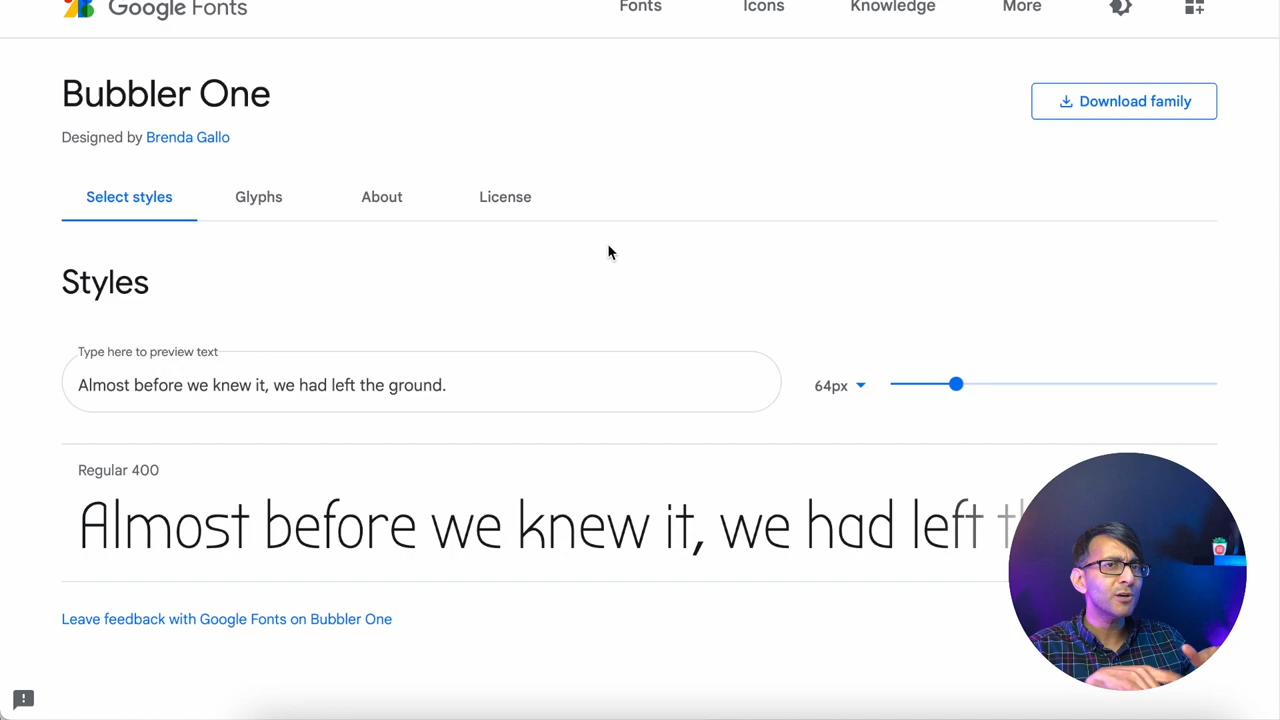 Google Fonts
Fonts Icons Knowledge More
Bubbler One
Download family
Designed by Brenda Gallo
Select styles Glyphs About License
Styles
Type here to preview text
Almost before we knew it, we had left the ground.
64px
Regular 400
Almost before we knew it, we had left
Leave feedback with Google Fonts on Bubbler One